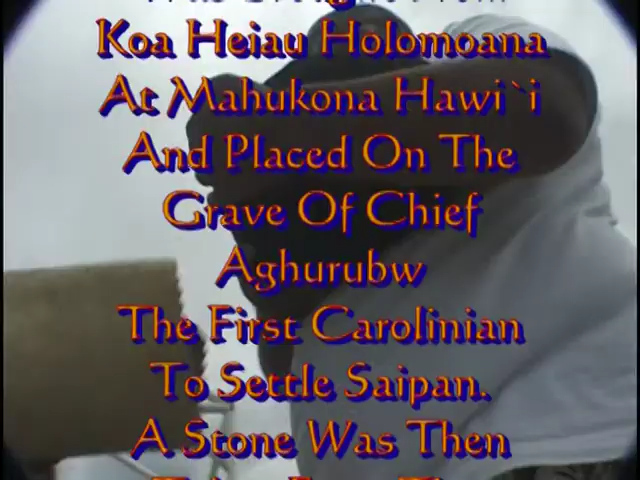 Koa Heiau Holomoana
At Mahukona Hawi`i
And Placed On The
Grave Of Chief
Aghurubw
The First Carolinian
To Settle Saipan.
A Stone Was Then